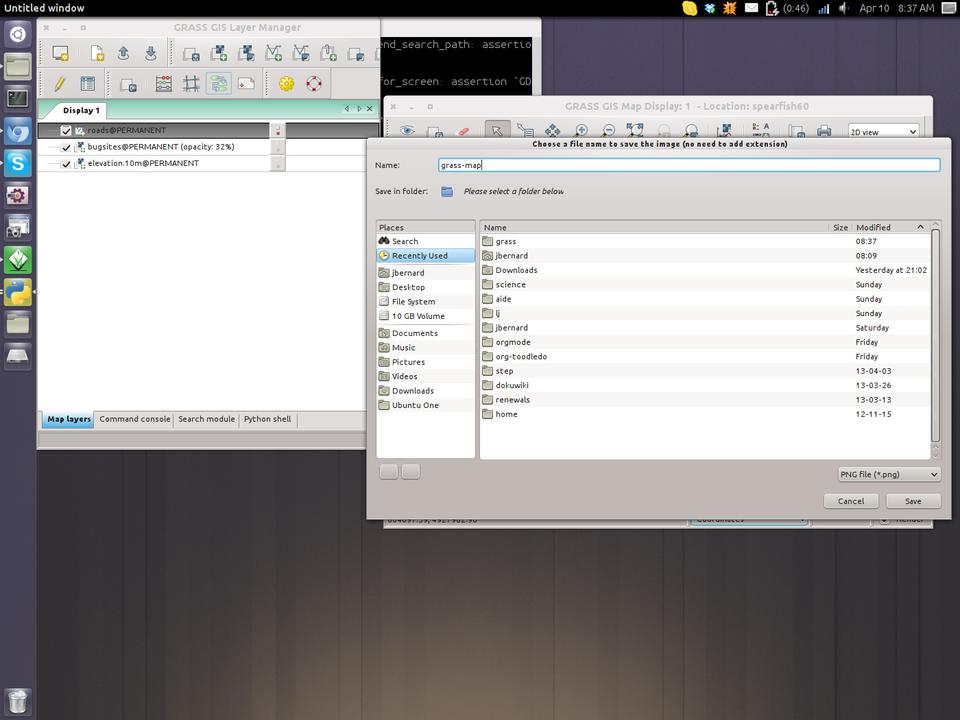 Untitled window
(0:46)
Apr 10
8:37 AM
GRASS GIS Layer Manager
end_search_path: assertio
for_screen: assertion `GD
Display 1
roads@PERMANENT
bugsites@PERMANENT (opacity: 32%)
elevation.10m@PERMANENT
Map layers
Command console
Search module
Python shell
GRASS GIS Map Display: 1 - Location: spearfish60
2D view
Choose a file name to save the image (no need to add extension)
Name:
grass-map
Save in folder:
Please select a folder below
Places
Search
Recently Used
jbernard
Desktop
File System
10 GB Volume
Documents
Music
Pictures
Videos
Downloads
Ubuntu One
Name Size Modified
grass 08:37
jbernard 08:09
Downloads Yesterday at 21:02
science Sunday
aide Sunday
lj Sunday
jbernard Saturday
orgmode Friday
org-toodledo Friday
step 13-04-03
dokuwiki 13-03-26
renewals 13-03-13
home 12-11-15
PNG file (*.png)
Cancel
Save
Coordinates
Render